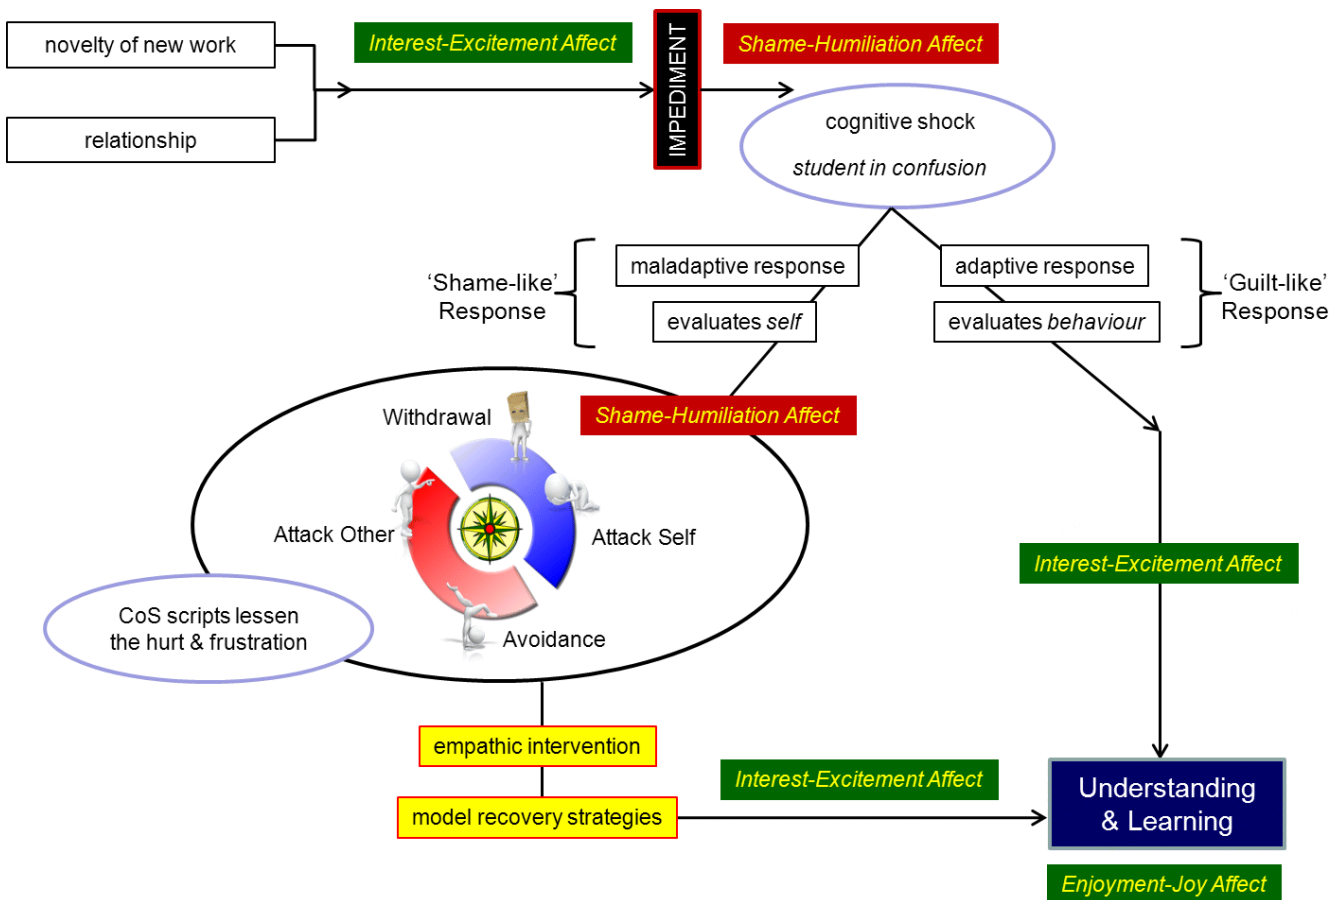 novelty of new work
Interest-Excitement Affect
IMPEDIMENT
Shame-Humiliation Affect
relationship
cognitive shock
student in confusion
‘Shame-like’
Response
maladaptive response
evaluates self
adaptive response
evaluates behaviour
‘Guilt-like’
Response
Shame-Humiliation Affect
Withdrawal
Attack Other
Attack Self
Avoidance
CoS scripts lessen
the hurt & frustration
Interest-Excitement Affect
empathic intervention
model recovery strategies
Interest-Excitement Affect
Understanding
& Learning
Enjoyment-Joy Affect